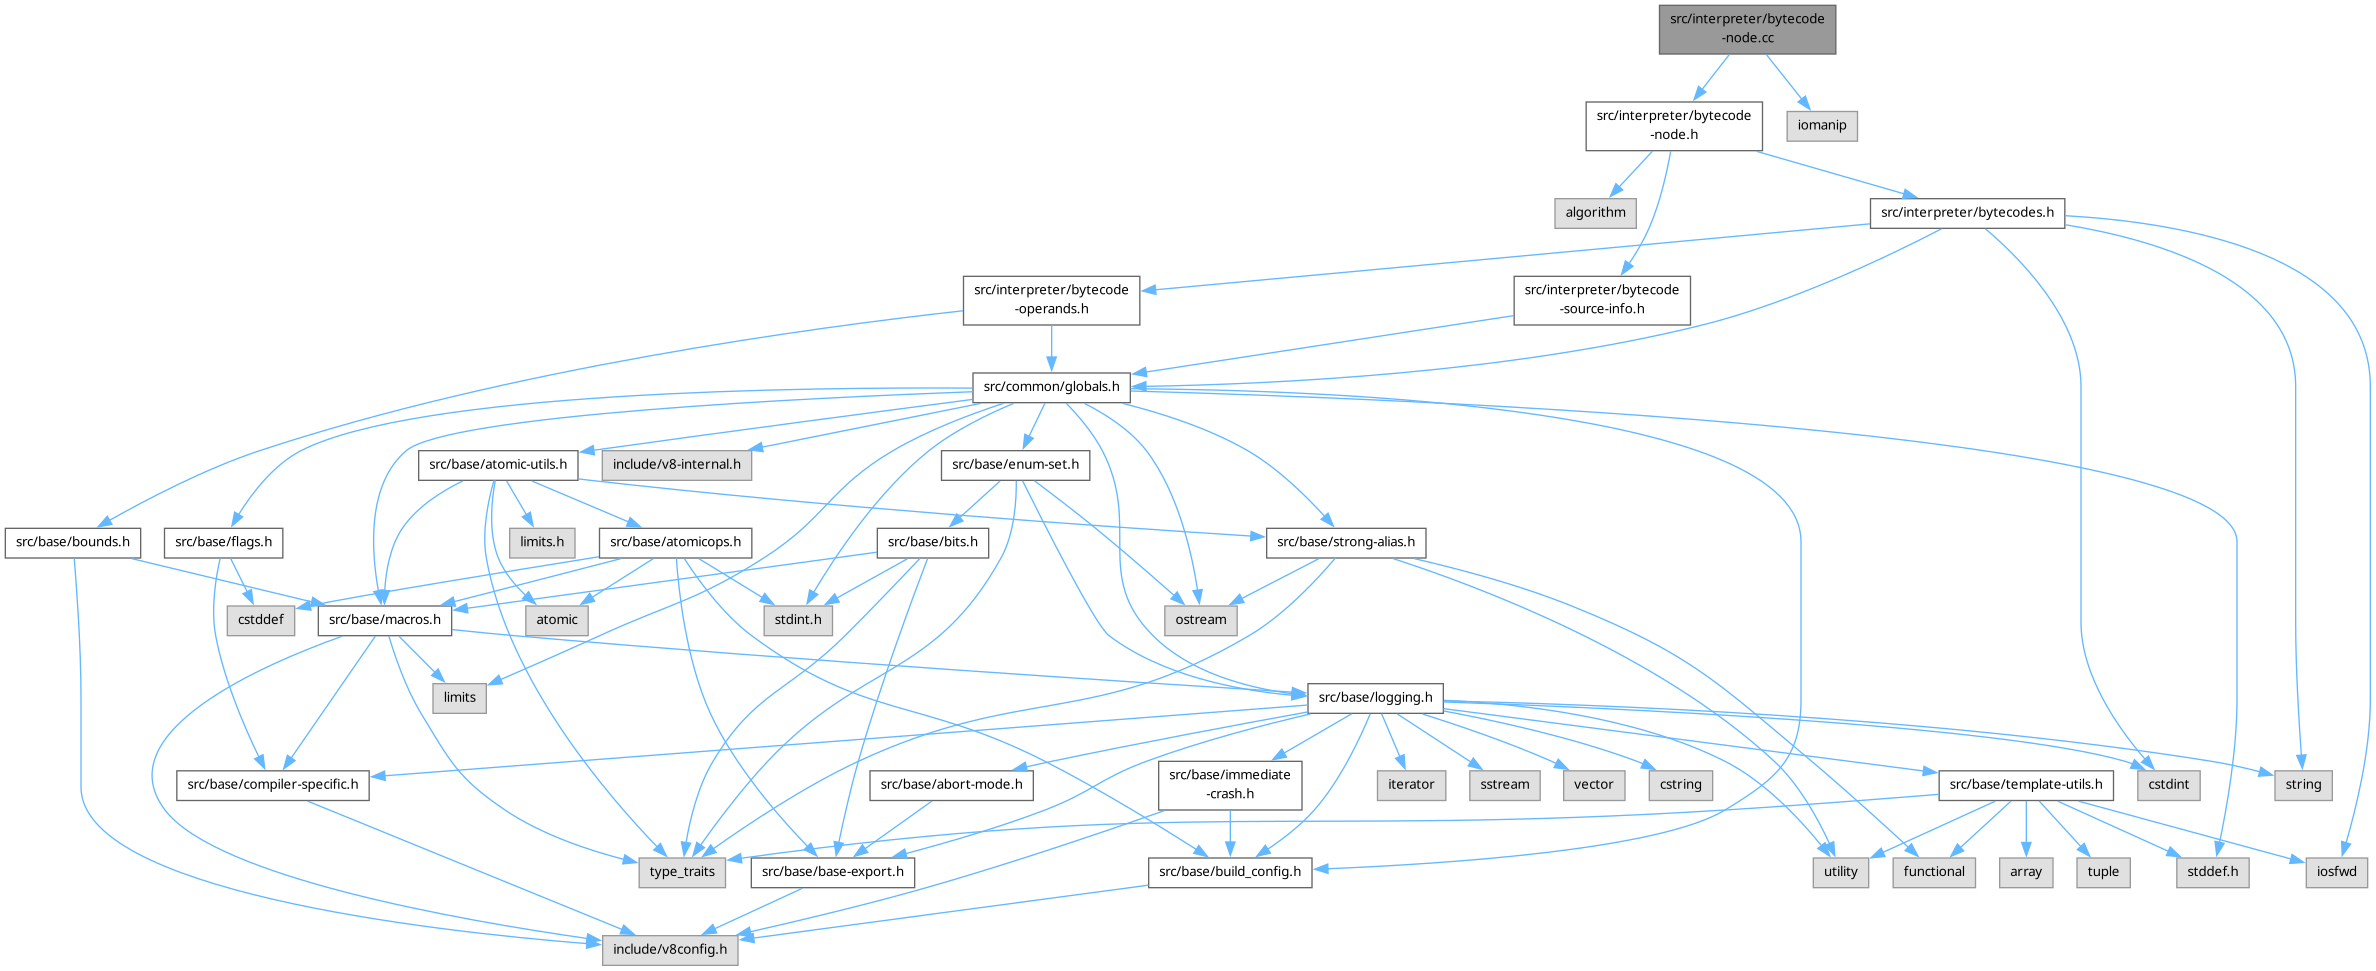 src/interpreter/bytecode
-node.cc
src/interpreter/bytecode
-node.h
iomanip
algorithm
src/interpreter/bytecodes.h
src/interpreter/bytecode
-operands.h
src/interpreter/bytecode
-source-info.h
src/common/globals.h
src/base/atomic-utils.h
include/v8-internal.h
src/base/enum-set.h
src/base/bounds.h
src/base/flags.h
limits.h
src/base/atomicops.h
src/base/bits.h
src/base/strong-alias.h
cstddef
src/base/macros.h
atomic
stdint.h
ostream
limits
src/base/logging.h
src/base/compiler-specific.h
src/base/abort-mode.h
src/base/immediate
-crash.h
iterator
sstream
vector
cstring
src/base/template-utils.h
cstdint
string
type_traits
src/base/base-export.h
src/base/build_config.h
utility
functional
array
tuple
stddef.h
iosfwd
include/v8config.h